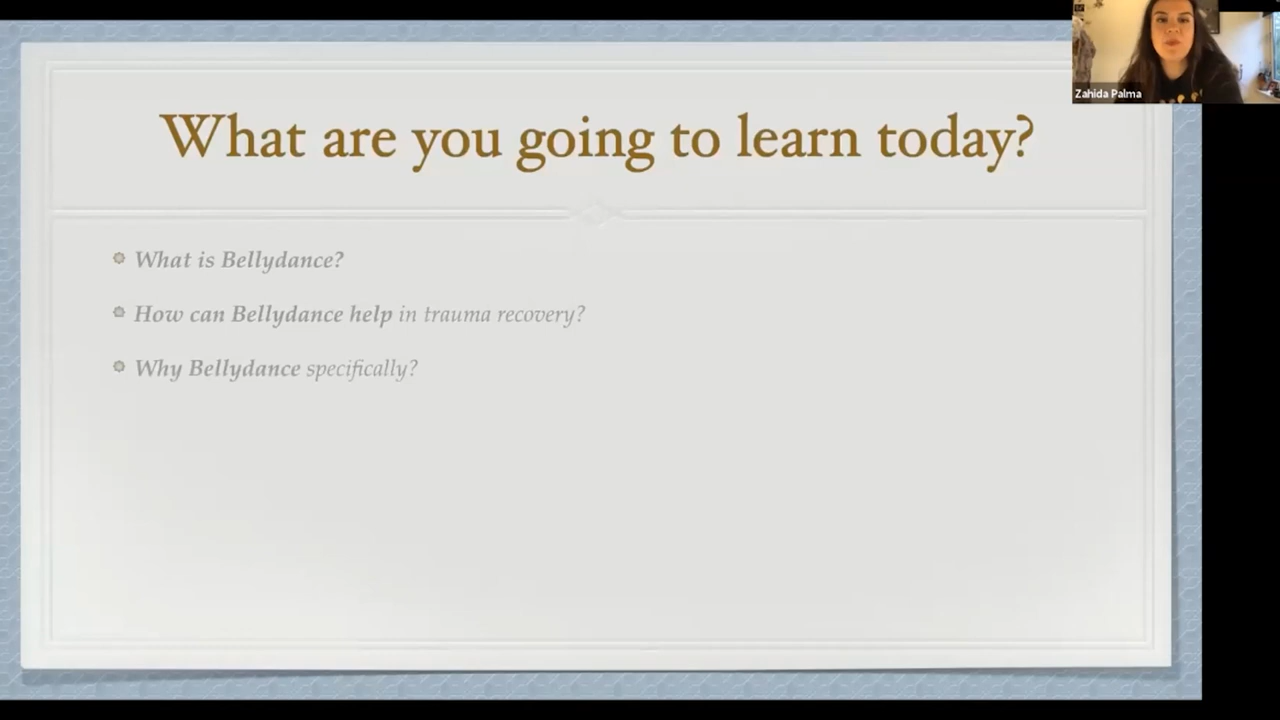 Zahida Palma
What are you going to learn today?
What is Bellydance?
How can Bellydance help in trauma recovery?
Why Bellydance specifically?